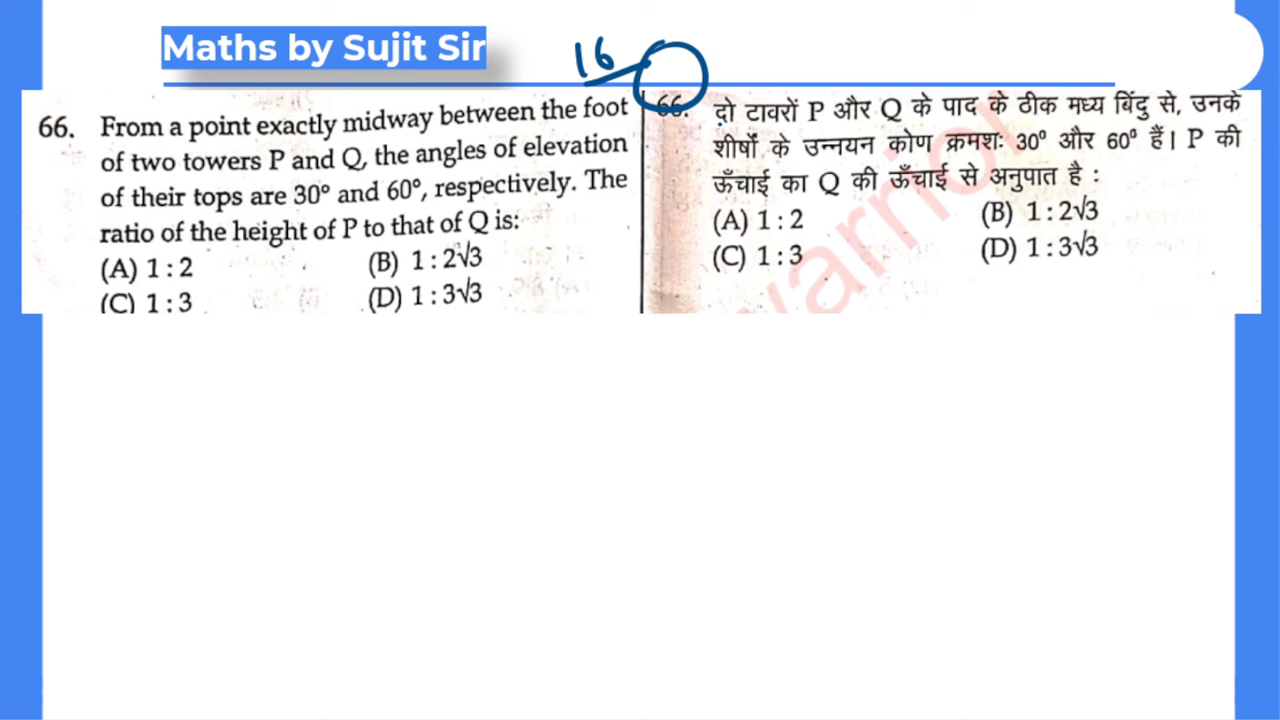 Maths by Sujit Sir
16
66. From a point exactly midway between the foot
of two towers P and Q, the angles of elevation
of their tops are 30° and 60°, respectively. The
ratio of the height of P to that of Q is:
(A) 1 : 2 (B) 1 : 2√3
(C) 1 : 3 (D) 1 : 3√3
66. दो टावरों P और Q के पाद के ठीक मध्य बिंदु से, उनके
शीर्षों के उन्नयन कोण क्रमशः 30° और 60° हैं। P की
ऊँचाई का Q की ऊँचाई से अनुपात है :
(A) 1 : 2 (B) 1 : 2√3
(C) 1 : 3 (D) 1 : 3√3
warrior